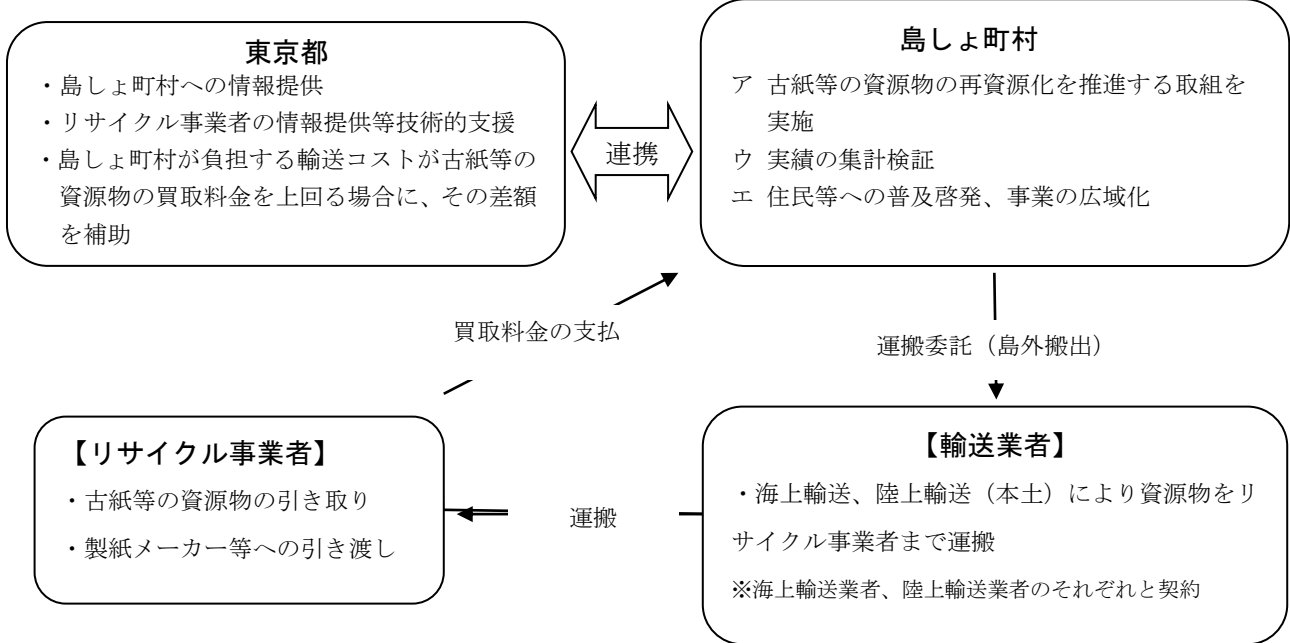 東京都
・島しょ町村への情報提供
・リサイクル事業者の情報提供等技術的支援
・島しょ町村が負担する輸送コストが古紙等の
資源物の買取料金を上回る場合に、その差額
を補助
連携
島しょ町村
ア 古紙等の資源物の再資源化を推進する取組を
実施
ウ 実績の集計検証
エ 住民等への普及啓発、事業の広域化
買取料金の支払
運搬委託（島外搬出）
【リサイクル事業者】
・古紙等の資源物の引き取り
・製紙メーカー等への引き渡し
運搬
【輸送業者】
・海上輸送、陸上輸送（本土）により資源物をリ
サイクル事業者まで運搬
※海上輸送業者、陸上輸送業者のそれぞれと契約